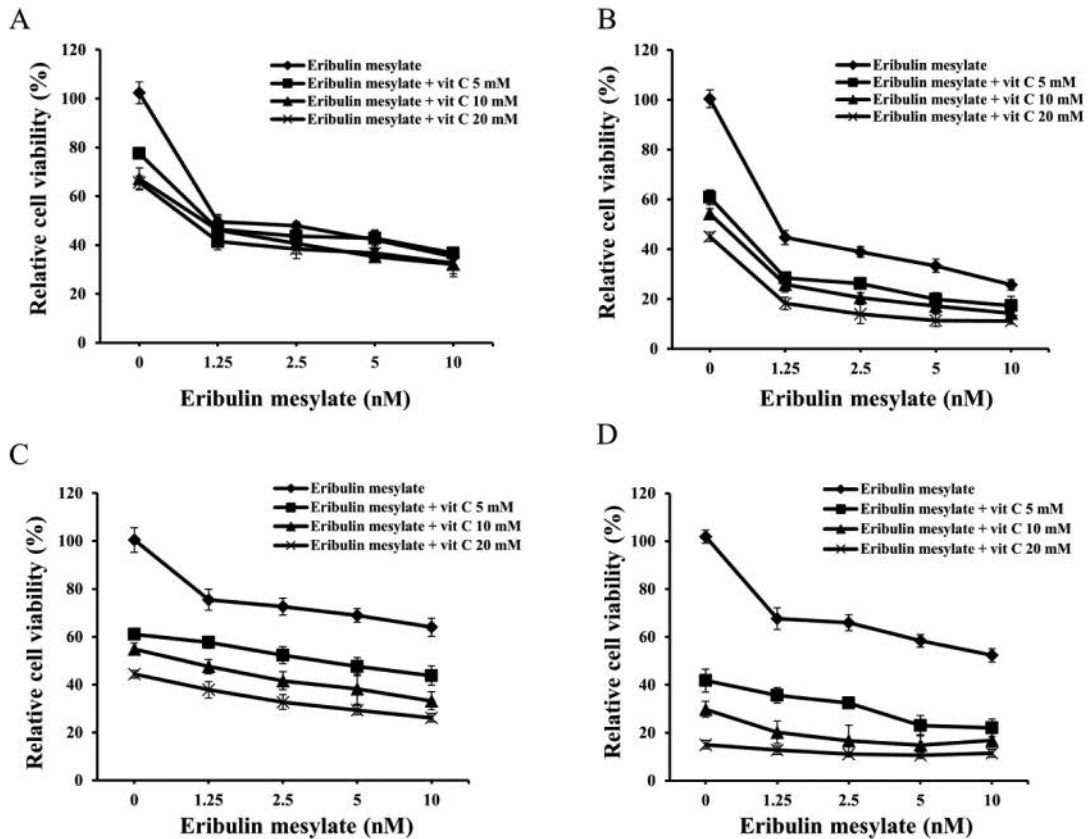 A
Relative cell viability (%)
120
100
80
60
40
20
0
Eribulin mesylate
Eribulin mesylate + vit C 5 mM
Eribulin mesylate + vit C 10 mM
Eribulin mesylate + vit C 20 mM
0 1.25 2.5 5 10
Eribulin mesylate (nM)
B
Relative cell viability (%)
120
100
80
60
40
20
0
Eribulin mesylate
Eribulin mesylate + vit C 5 mM
Eribulin mesylate + vit C 10 mM
Eribulin mesylate + vit C 20 mM
0 1.25 2.5 5 10
Eribulin mesylate (nM)
C
Relative cell viability (%)
120
100
80
60
40
20
0
Eribulin mesylate
Eribulin mesylate + vit C 5 mM
Eribulin mesylate + vit C 10 mM
Eribulin mesylate + vit C 20 mM
0 1.25 2.5 5 10
Eribulin mesylate (nM)
D
Relative cell viability (%)
120
100
80
60
40
20
0
Eribulin mesylate
Eribulin mesylate + vit C 5 mM
Eribulin mesylate + vit C 10 mM
Eribulin mesylate + vit C 20 mM
0 1.25 2.5 5 10
Eribulin mesylate (nM)